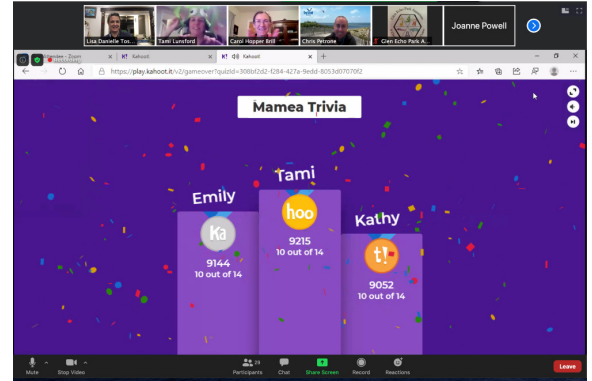 Lisa Danielle Tos...
Tami Lunsford
Carol Hopper Brill
Chris Petrone
Glen Echo Park A...
Joanne Powell
Attendee - Zoom
K! Kahoot!
K! Kahoot!
https://play.kahoot.it/v2/gameover?quizId=308bf2d2-f284-427a-9edd-8053d07070f2
Mamea Trivia
Emily
Tami
Kathy
Ka
hoo
t!
9144
10 out of 14
9215
10 out of 14
9052
10 out of 14
Mute
Stop Video
29
Participants
Chat
Share Screen
Record
Reactions
Leave